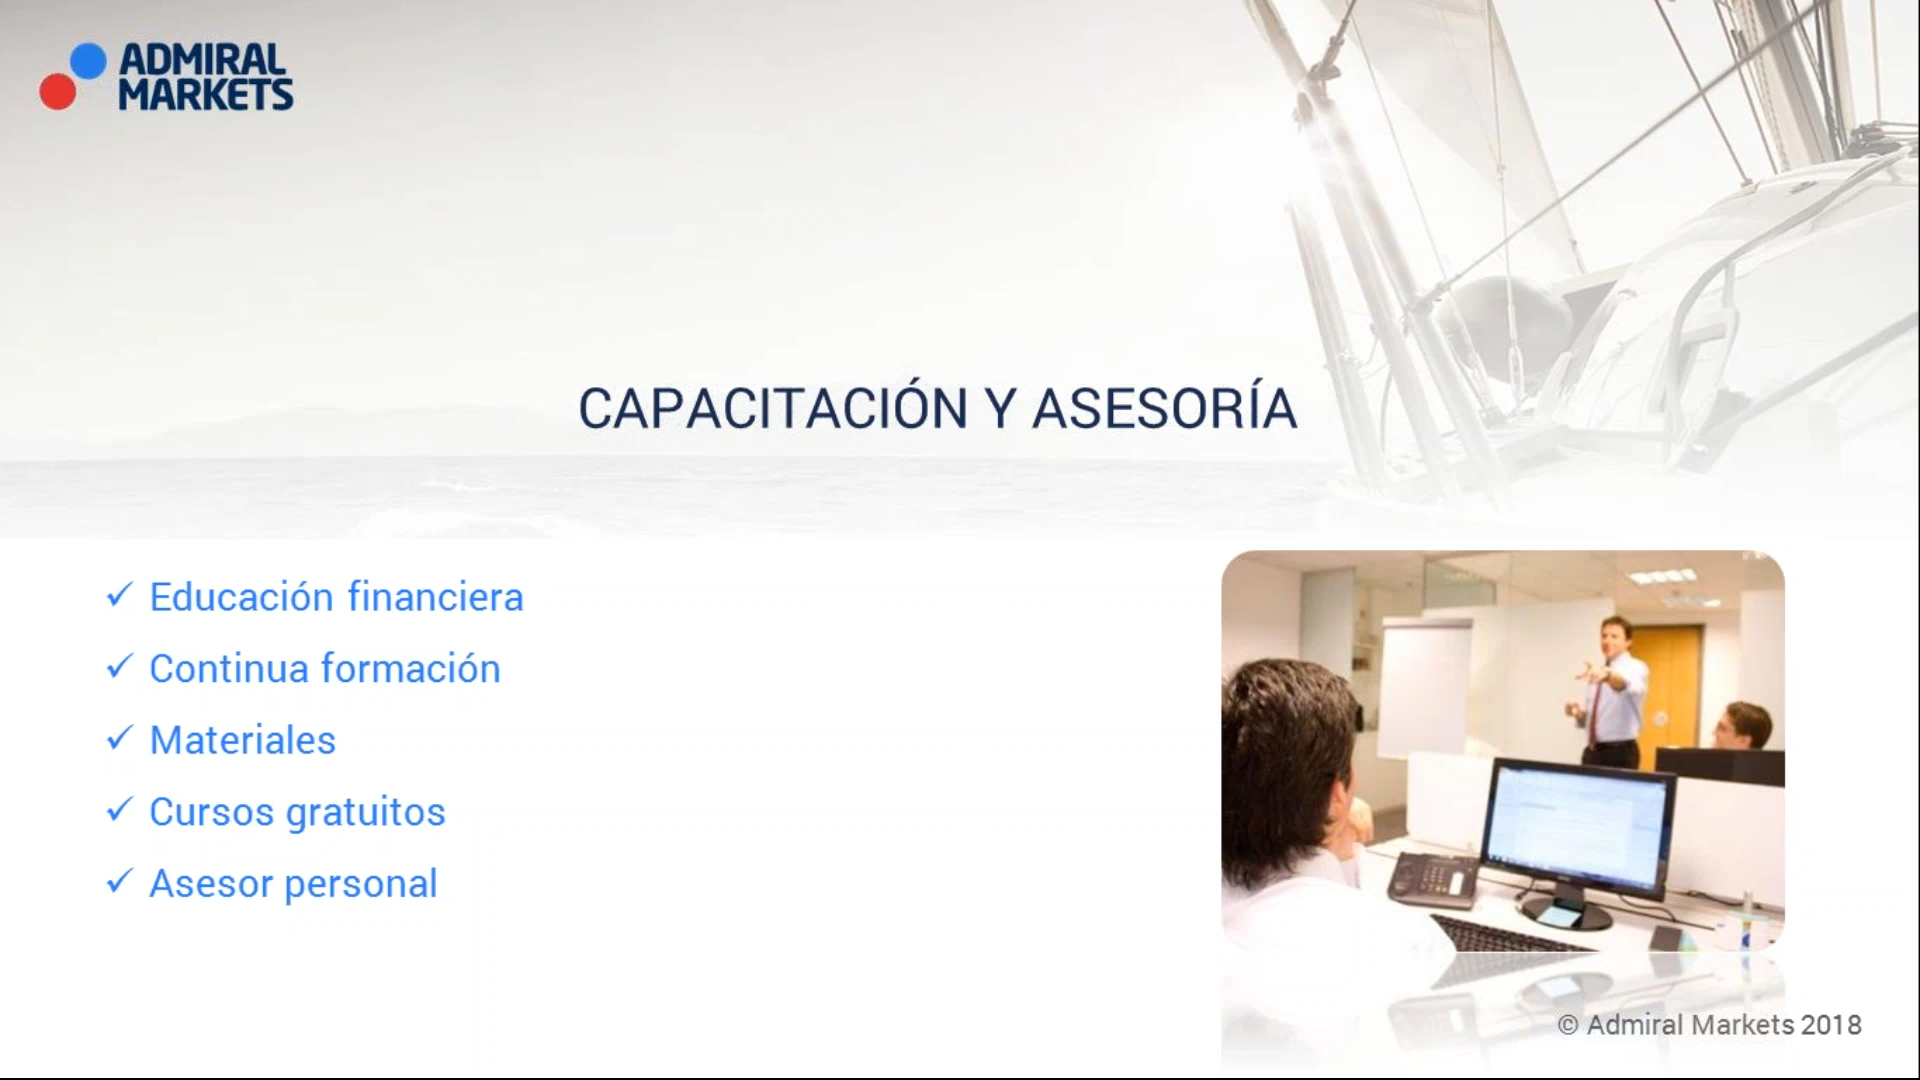 ADMIRAL
MARKETS
CAPACITACIÓN Y ASESORÍA
✓ Educación financiera
✓ Continua formación
✓ Materiales
✓ Cursos gratuitos
✓ Asesor personal
© Admiral Markets 2018